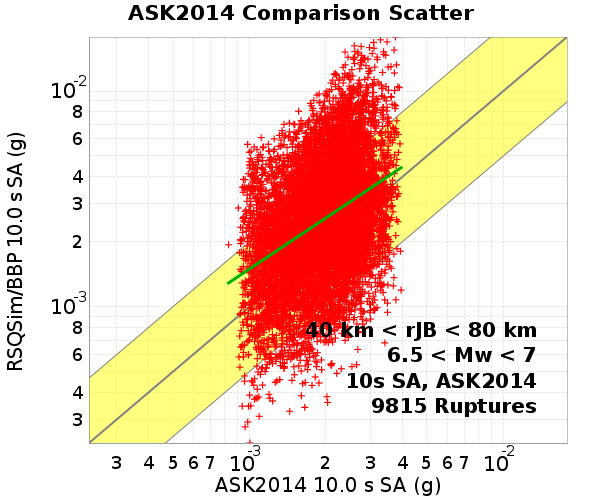 ASK2014 Comparison Scatter
RSQSim/BBP 10.0 s SA (g)
10-2
8
6
4
3
2
10-3
8
6
4
3
40 km < rJB < 80 km
6.5 < Mw < 7
10s SA, ASK2014
9815 Ruptures
3 4 5 6 7 10-3 2 3 4 5 6 7 10-2
ASK2014 10.0 s SA (g)